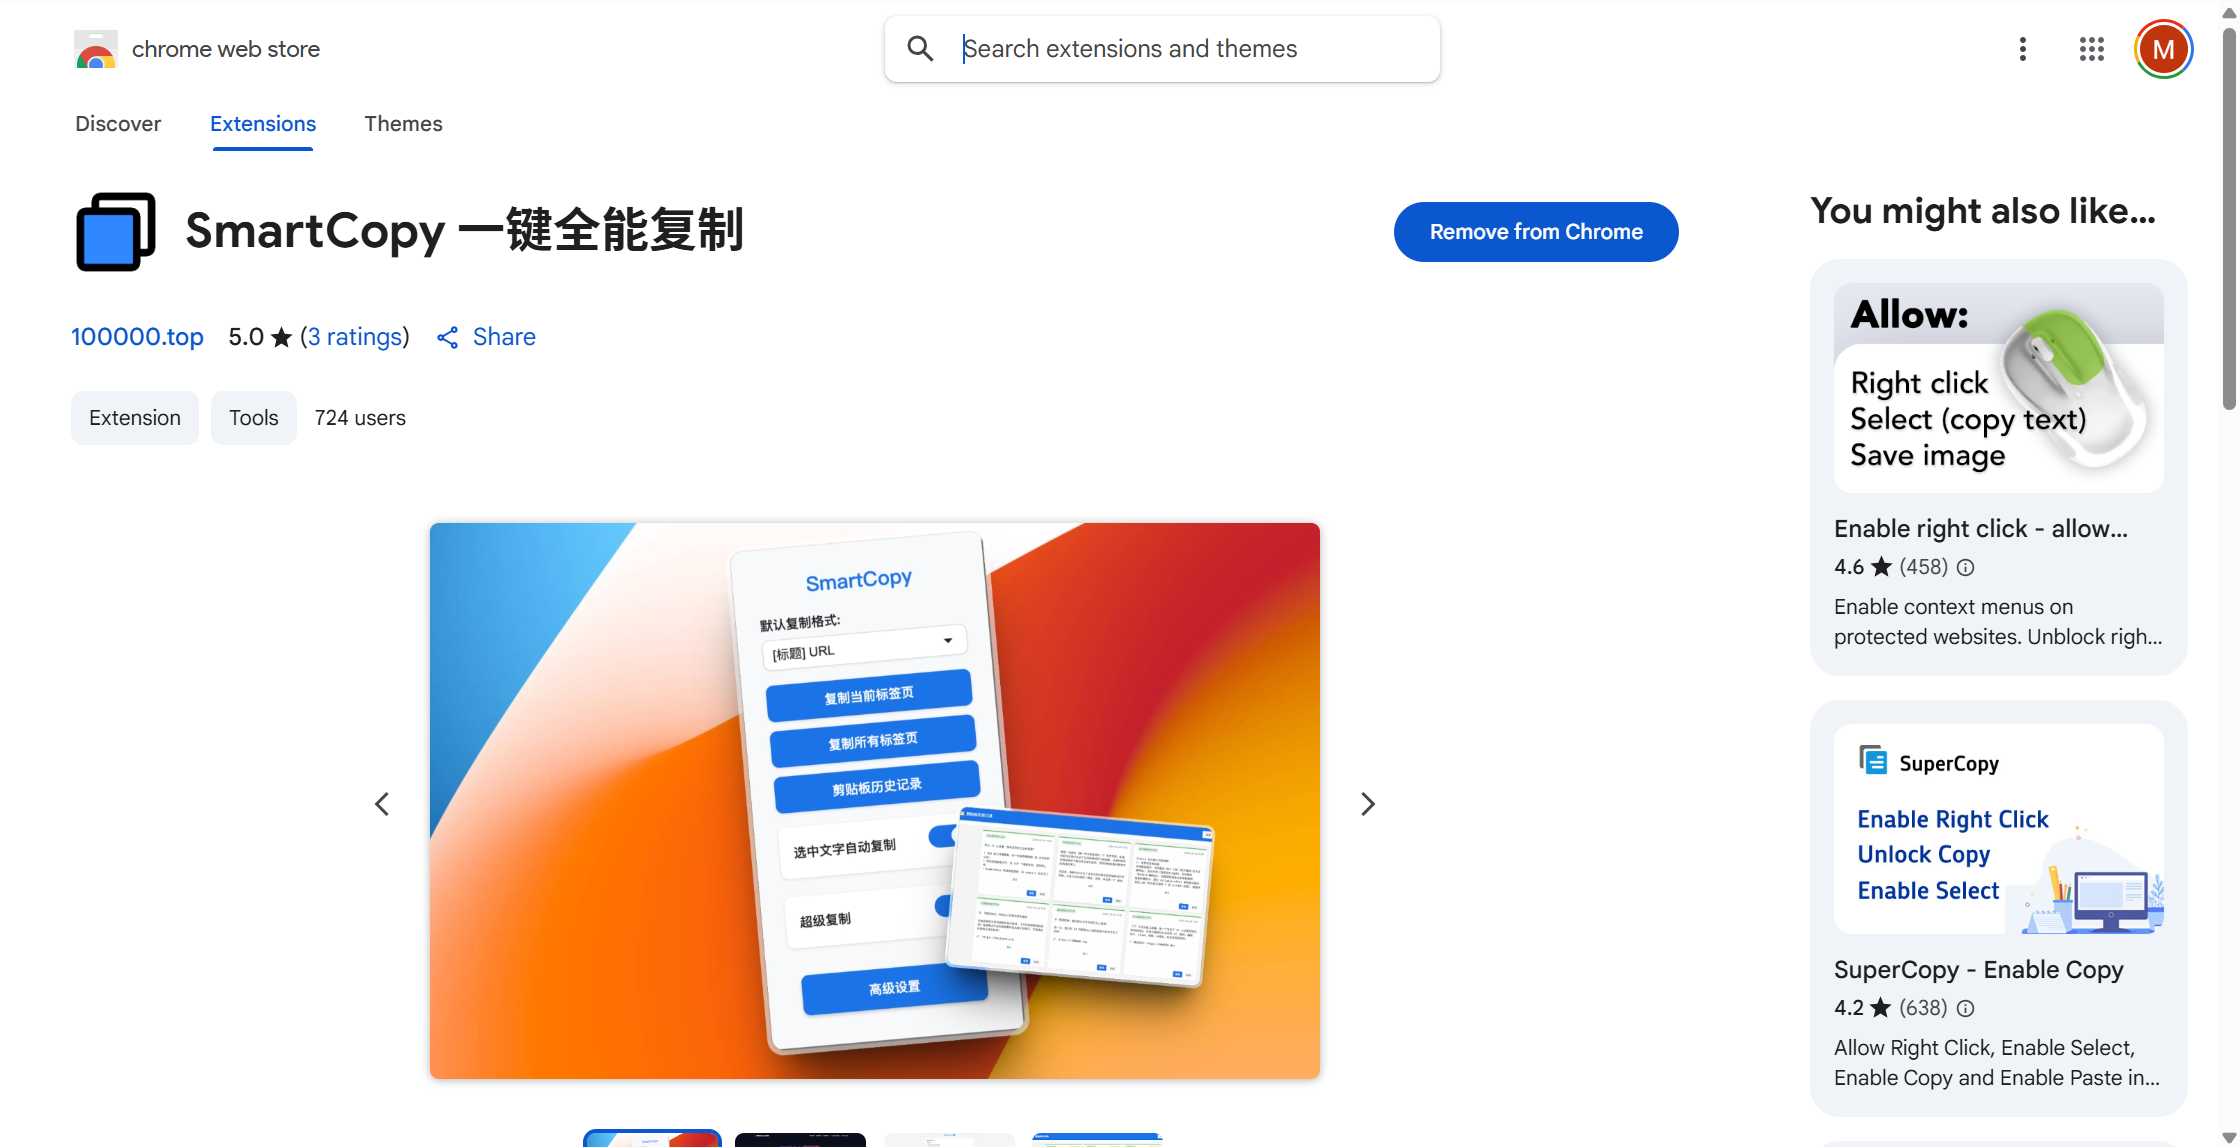 chrome web store
Search extensions and themes
M
Discover
Extensions
Themes
SmartCopy 一键全能复制
Remove from Chrome
100000.top
5.0 ★ (3 ratings)
Share
Extension
Tools
724 users
SmartCopy
默认复制格式:
[标题] URL
复制当前标签页
复制所有标签页
剪贴板历史记录
选中文字自动复制
超级复制
高级设置
You might also like...
Allow:
Right click
Select (copy text)
Save image
Enable right click - allow...
4.6 ★ (458)
Enable context menus on
protected websites. Unblock righ...
SuperCopy
Enable Right Click
Unlock Copy
Enable Select
SuperCopy - Enable Copy
4.2 ★ (638)
Allow Right Click, Enable Select,
Enable Copy and Enable Paste in...